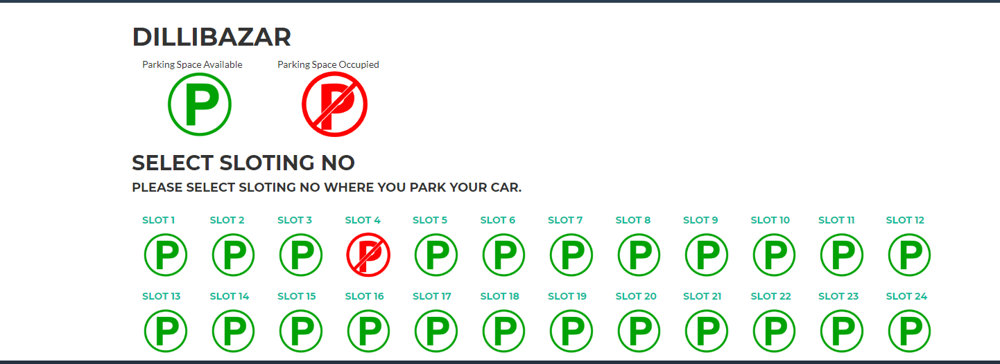 DILLIBAZAR
Parking Space Available Parking Space Occupied
P P
SELECT SLOTING NO
PLEASE SELECT SLOTING NO WHERE YOU PARK YOUR CAR.
SLOT 1 SLOT 2 SLOT 3 SLOT 4 SLOT 5 SLOT 6 SLOT 7 SLOT 8 SLOT 9 SLOT 10 SLOT 11 SLOT 12
P P P P P P P P P P P P
SLOT 13 SLOT 14 SLOT 15 SLOT 16 SLOT 17 SLOT 18 SLOT 19 SLOT 20 SLOT 21 SLOT 22 SLOT 23 SLOT 24
P P P P P P P P P P P P